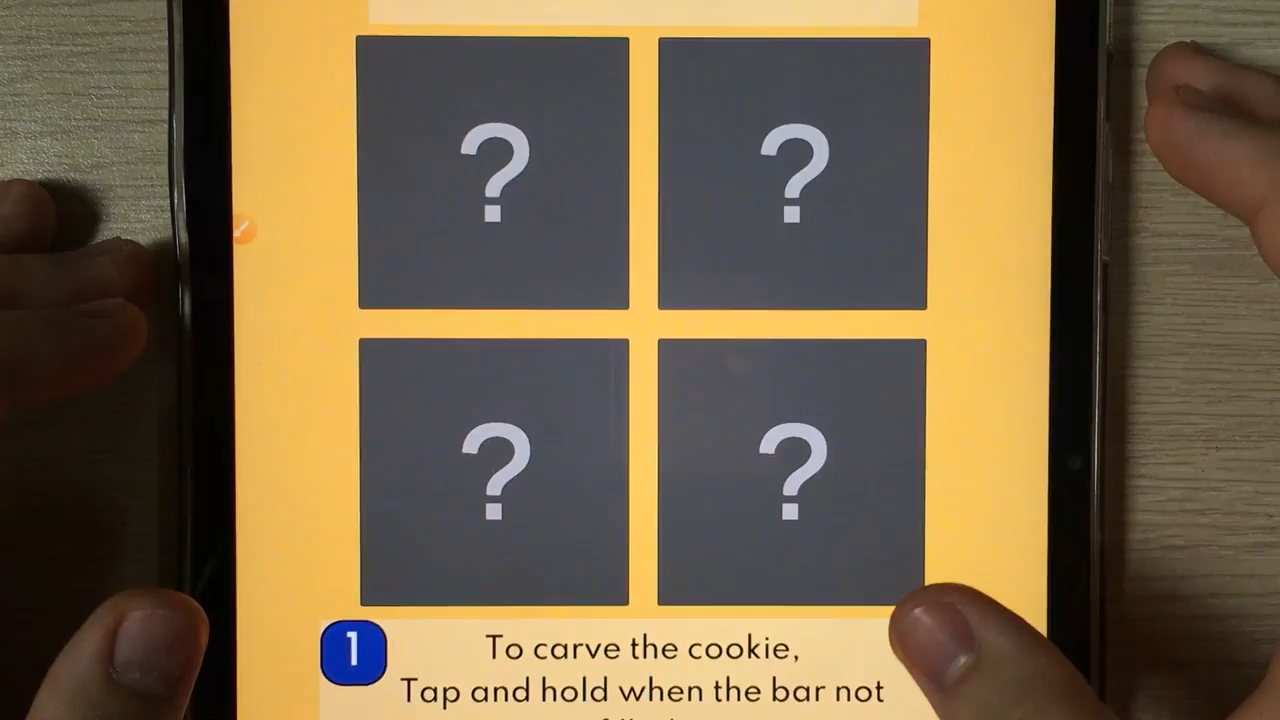 ? ?
? ?
1 To carve the cookie,
Tap and hold when the bar not